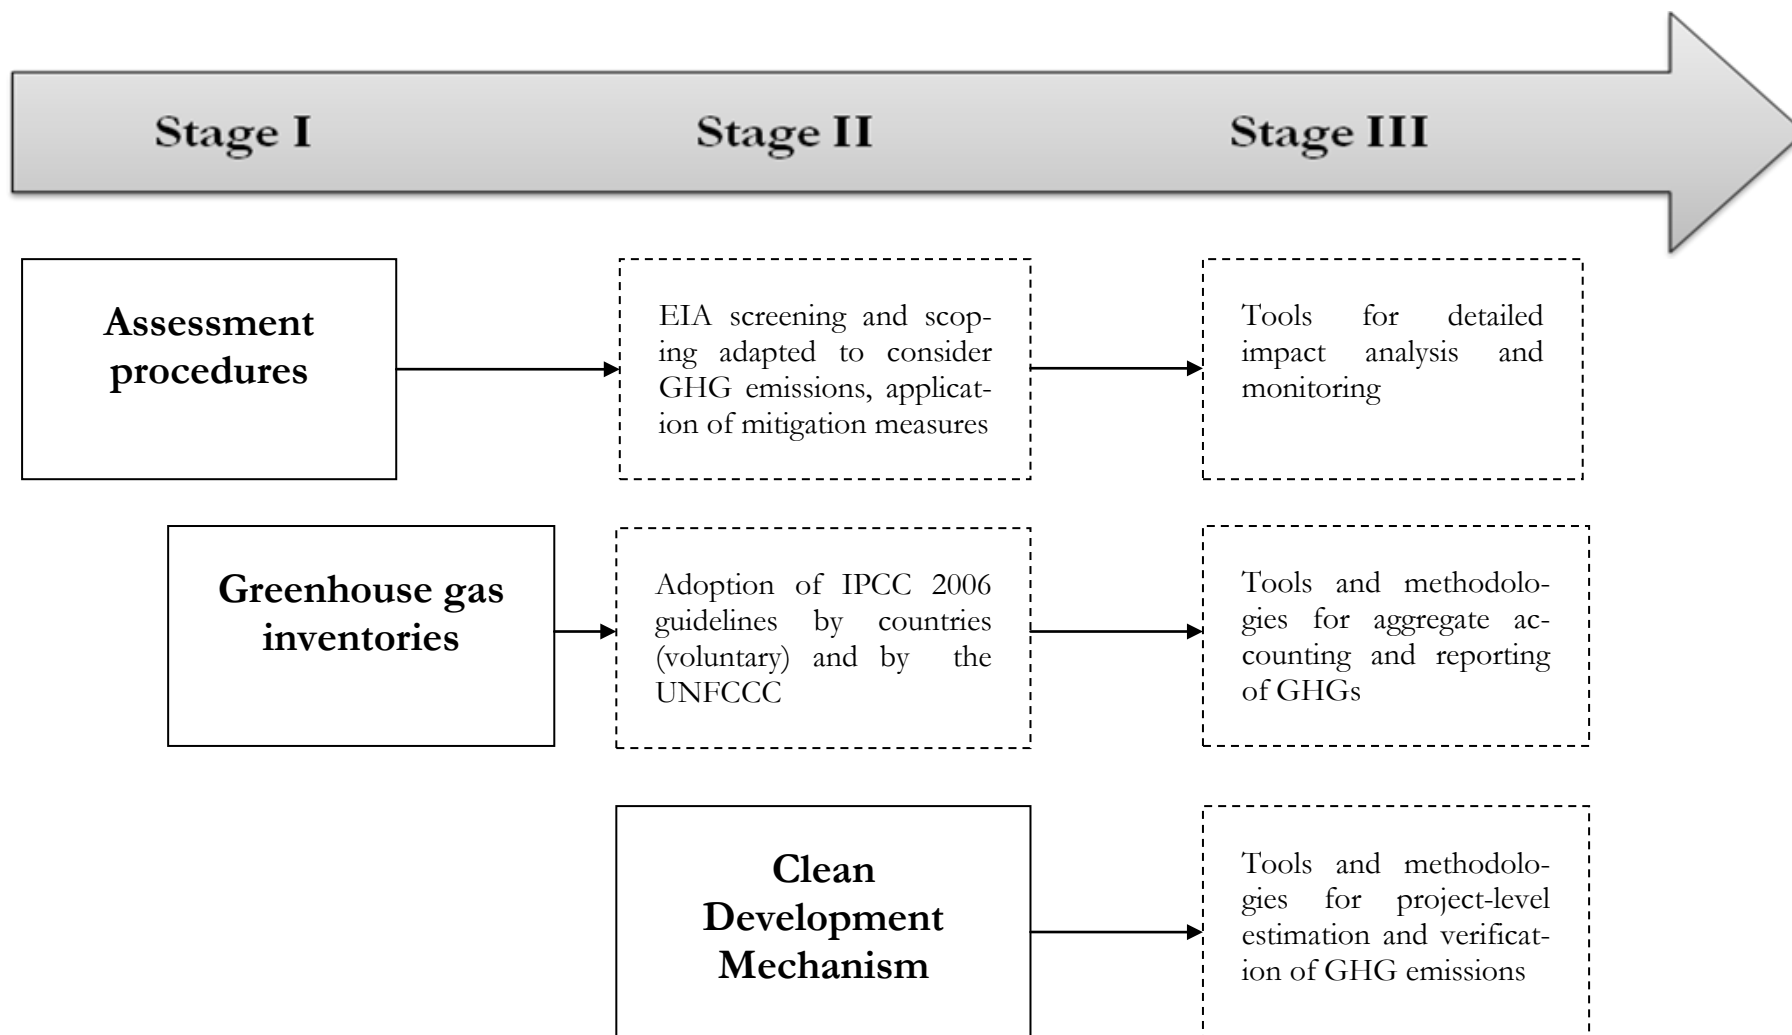 Stage I
Stage II
Stage III
Assessment
procedures
EIA screening and scop-
ing adapted to consider
GHG emissions, applicat-
ion of mitigation measures
Tools for detailed
impact analysis and
monitoring
Greenhouse gas
inventories
Adoption of IPCC 2006
guidelines by countries
(voluntary) and by the
UNFCCC
Tools and methodolo-
gies for aggregate ac-
counting and reporting
of GHGs
Clean
Development
Mechanism
Tools and methodolo-
gies for project-level
estimation and verificat-
ion of GHG emissions